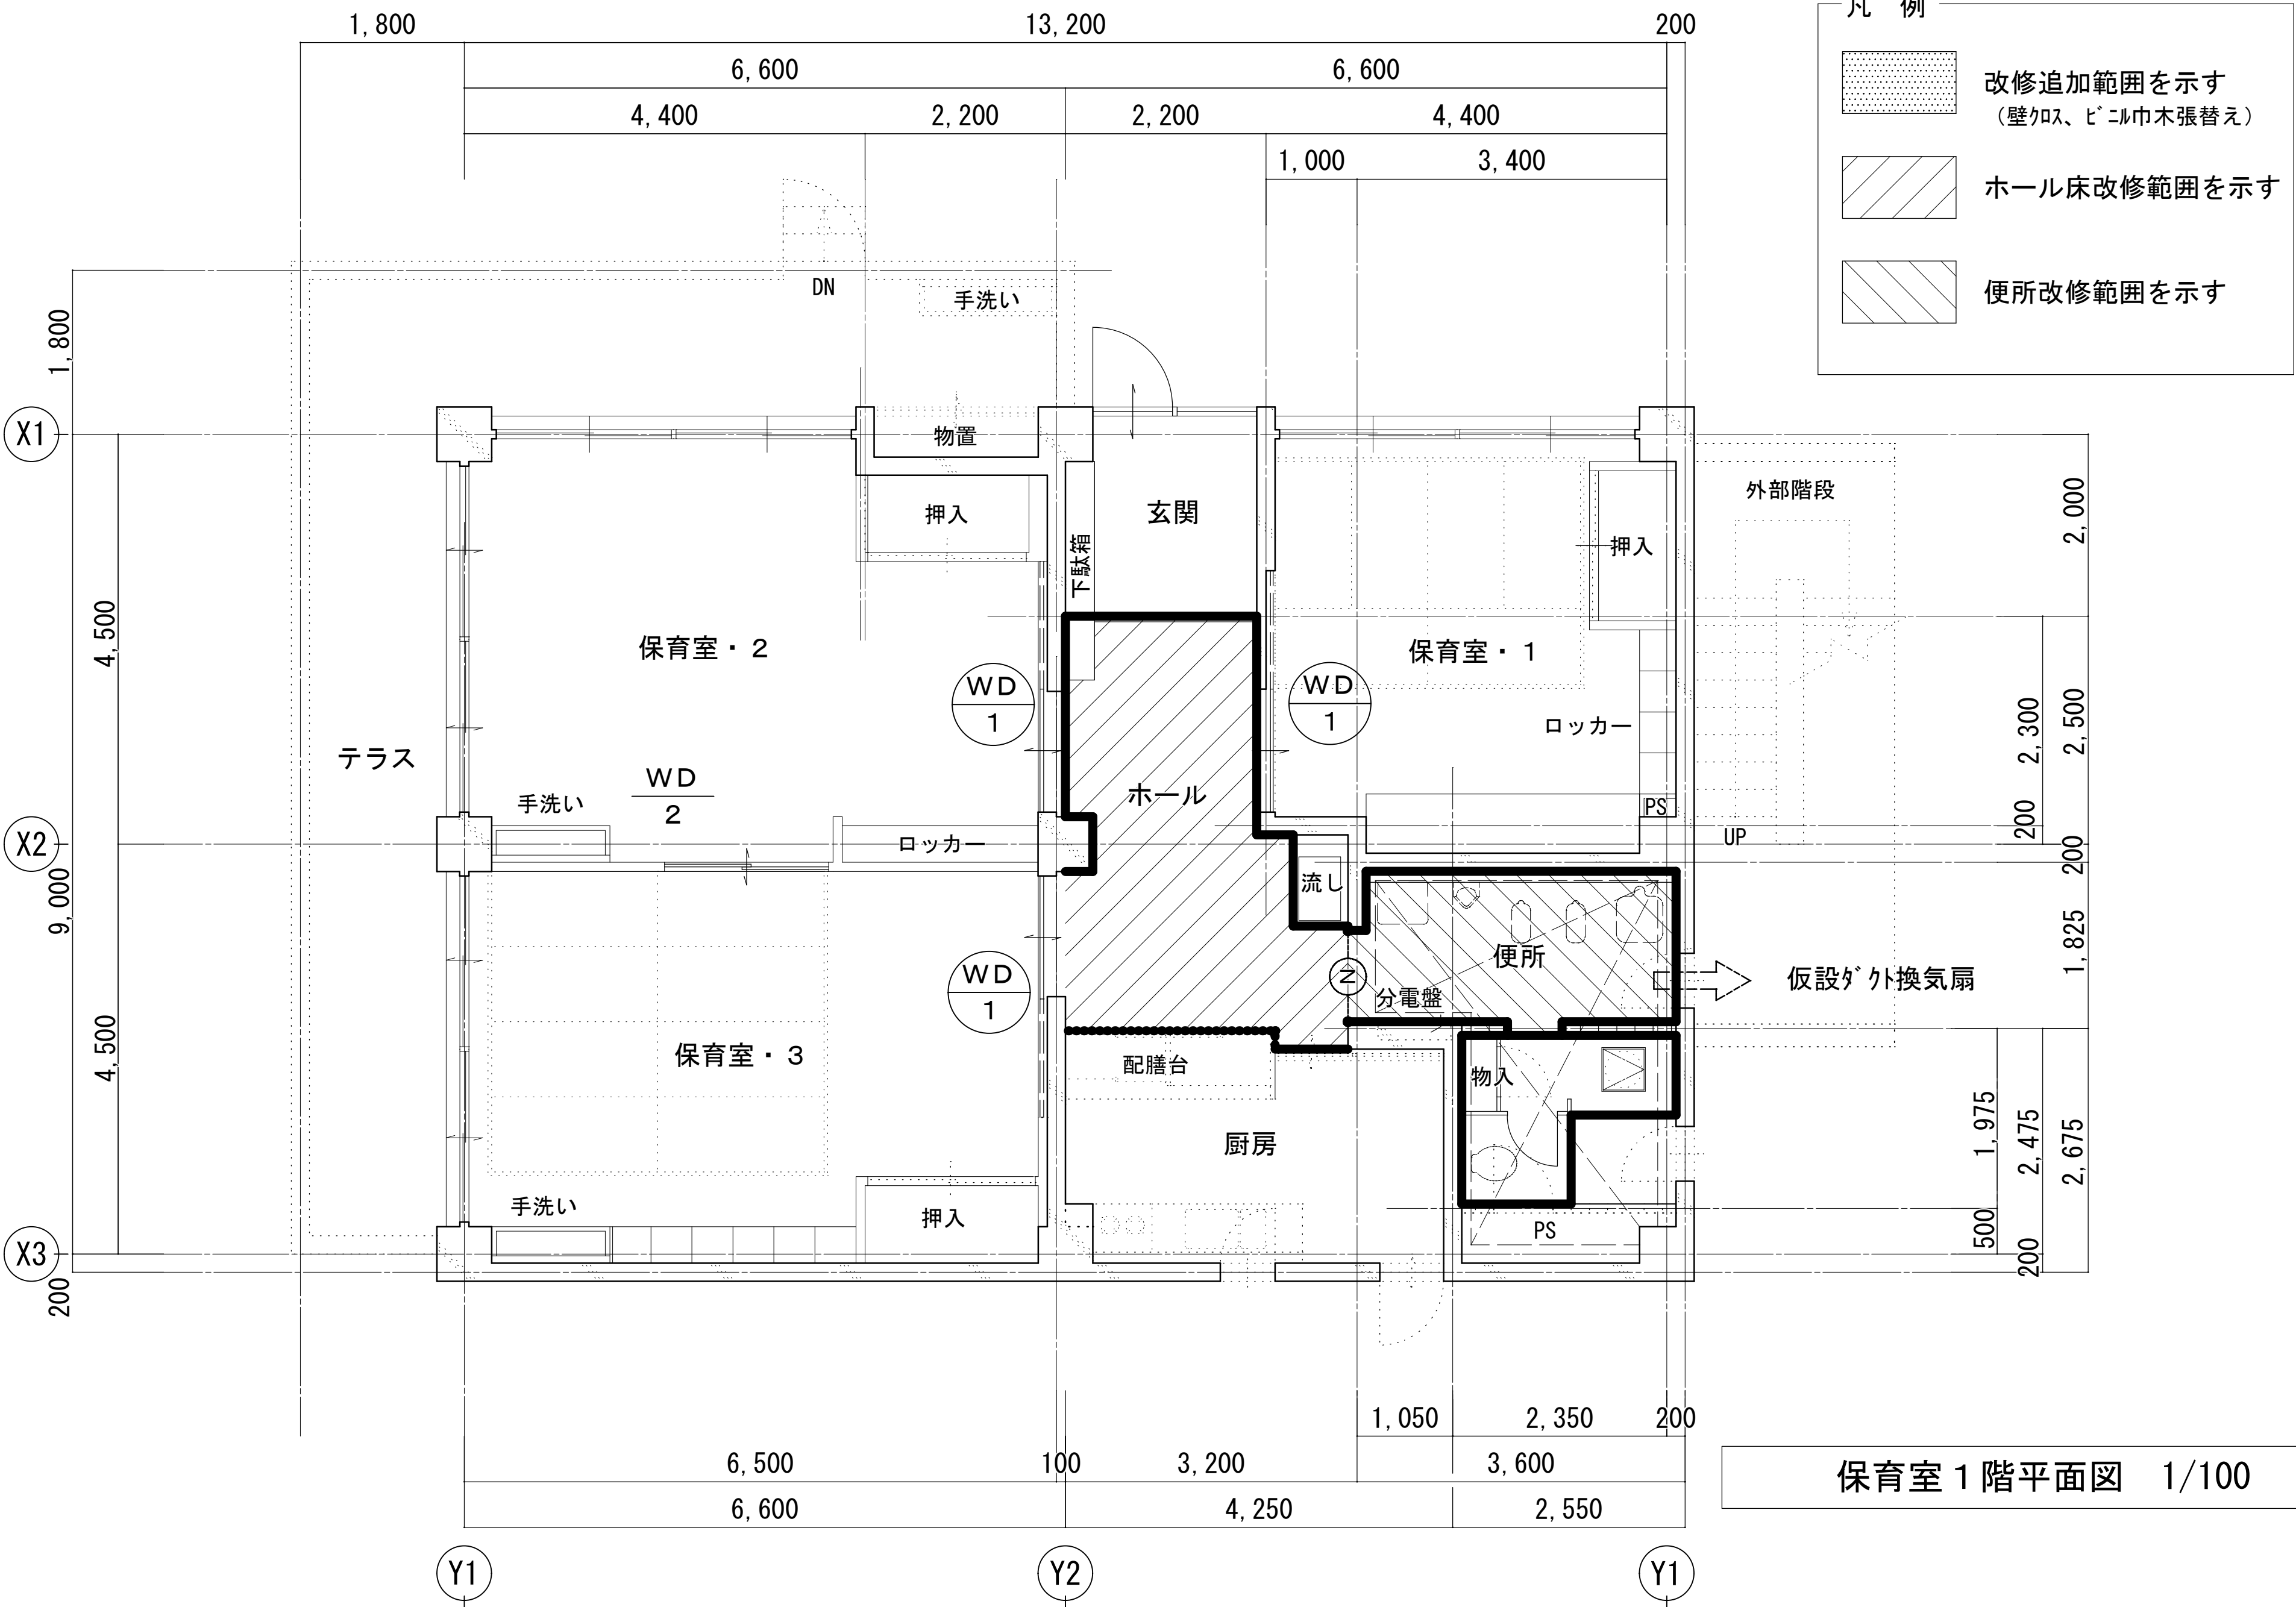 1,800
13,200
200
6,600
6,600
4,400
2,200
2,200
4,400
1,000
3,400
凡 例
改修追加範囲を示す
(壁ｸﾛｽ、ﾋﾞﾆﾙ巾木張替え)
ホール床改修範囲を示す
便所改修範囲を示す
DN
手洗い
1,800
X1
物置
押入
玄関
下駄箱
押入
外部階段
2,000
4,500
保育室・2
保育室・1
WD
1
WD
1
ロッカー
2,300
2,500
テラス
手洗い
WD
2
ホール
PS
200
X2
ロッカー
UP
200
9,000
流し
1,825
便所
WD
1
N
分電盤
仮設ﾀﾞｸﾄ換気扇
4,500
保育室・3
配膳台
物入
厨房
1,975
2,475
2,675
手洗い
押入
PS
500
X3
200
200
1,050
2,350
200
6,500
100
3,200
3,600
6,600
4,250
2,550
保育室1階平面図 1/100
Y1
Y2
Y1